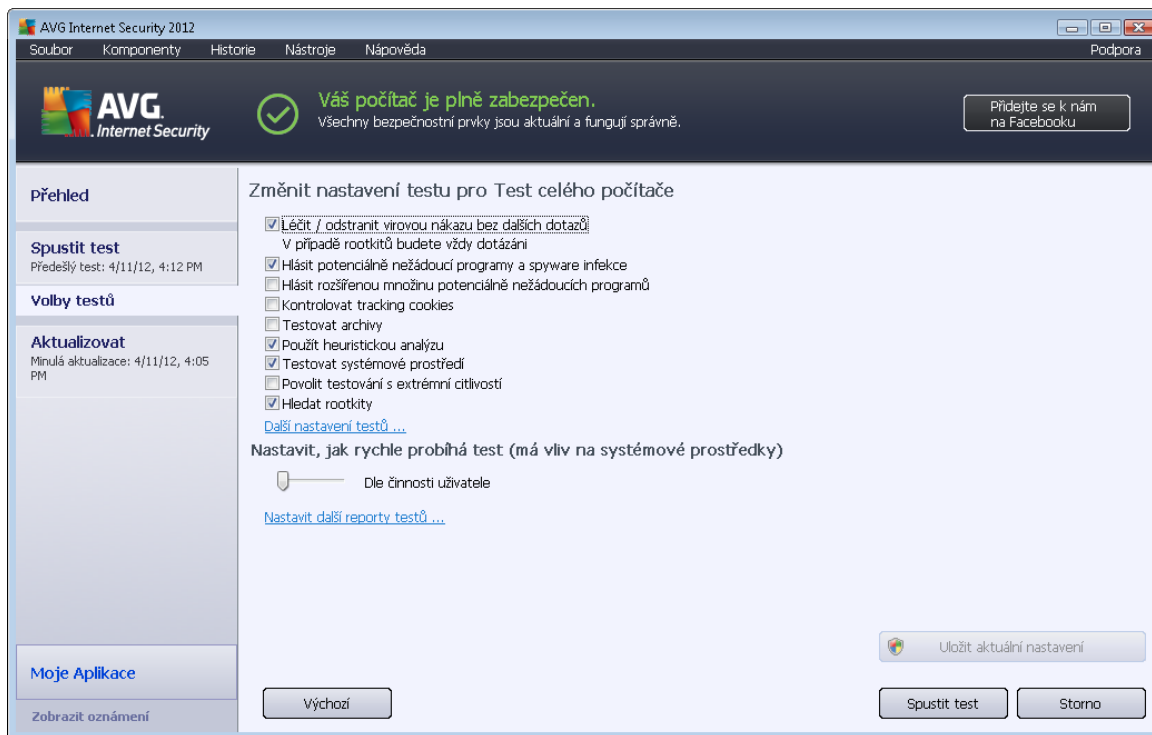 AVG Internet Security 2012
Soubor Komponenty Historie Nástroje Nápověda Podpora
AVG.
Internet Security
Váš počítač je plně zabezpečen.
Všechny bezpečnostní prvky jsou aktuální a fungují správně.
Přidejte se k nám
na Facebooku
Přehled
Spustit test
Předešlý test: 4/11/12, 4:12 PM
Volby testů
Aktualizovat
Minulá aktualizace: 4/11/12, 4:05
PM
Moje Aplikace
Zobrazit oznámení
Změnit nastavení testu pro Test celého počítače
Léčit / odstranit virovou nákazu bez dalších dotazů
V případě rootkitů budete vždy dotázáni
Hlásit potenciálně nežádoucí programy a spyware infekce
Hlásit rozšířenou množinu potenciálně nežádoucích programů
Kontrolovat tracking cookies
Testovat archivy
Použít heuristickou analýzu
Testovat systémové prostředí
Povolit testování s extrémní citlivostí
Hledat rootkity
Další nastavení testů ...
Nastavit, jak rychle probíhá test (má vliv na systémové prostředky)
Dle činnosti uživatele
Nastavit další reporty testů ...
Uložit aktuální nastavení
Výchozí
Spustit test
Storno